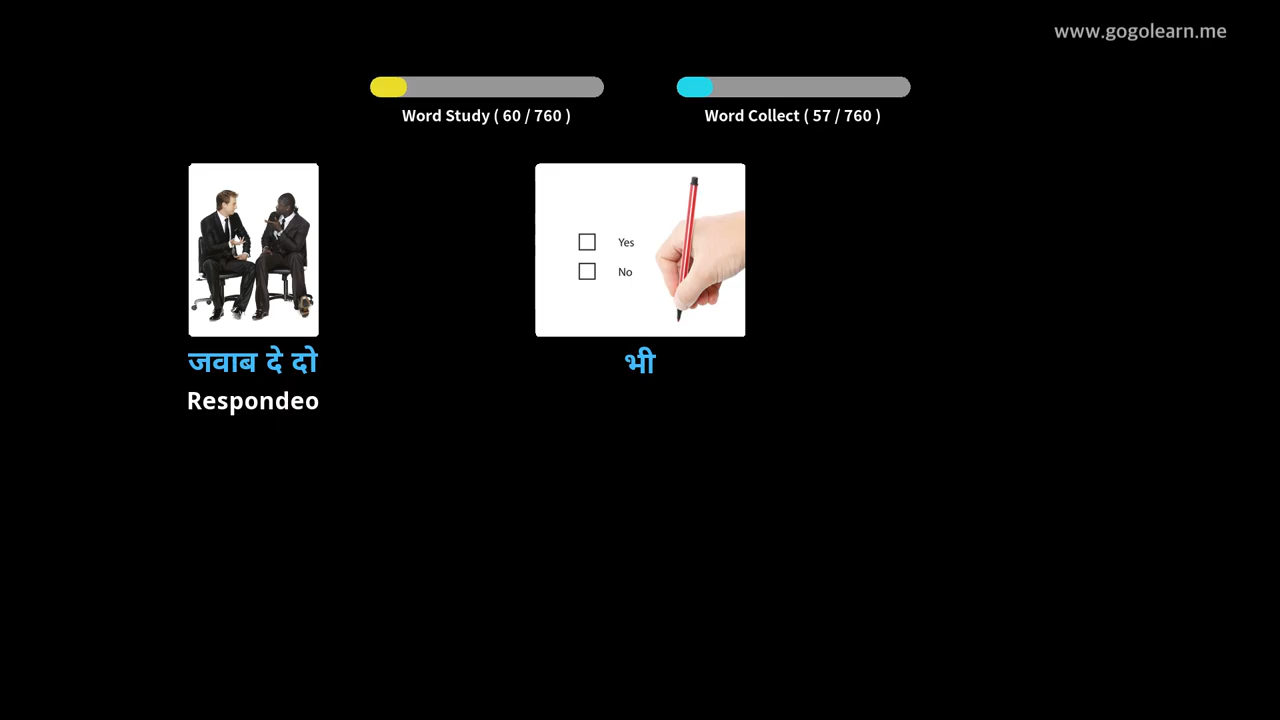 www.gogolearn.me
Word Study ( 60 / 760 )
Word Collect ( 57 / 760 )
Yes
No
जवाब दे दो
भी
Respondeo